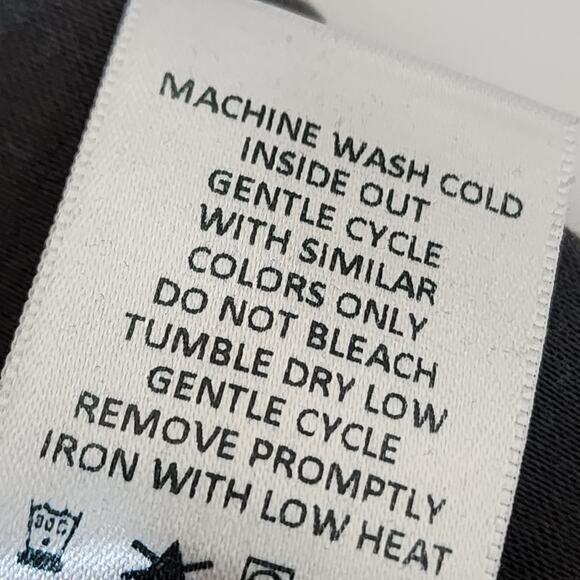 MACHINE WASH COLD
INSIDE OUT
GENTLE CYCLE
WITH SIMILAR
COLORS ONLY
DO NOT BLEACH
TUMBLE DRY LOW
GENTLE CYCLE
REMOVE PROMPTLY
IRON WITH LOW HEAT